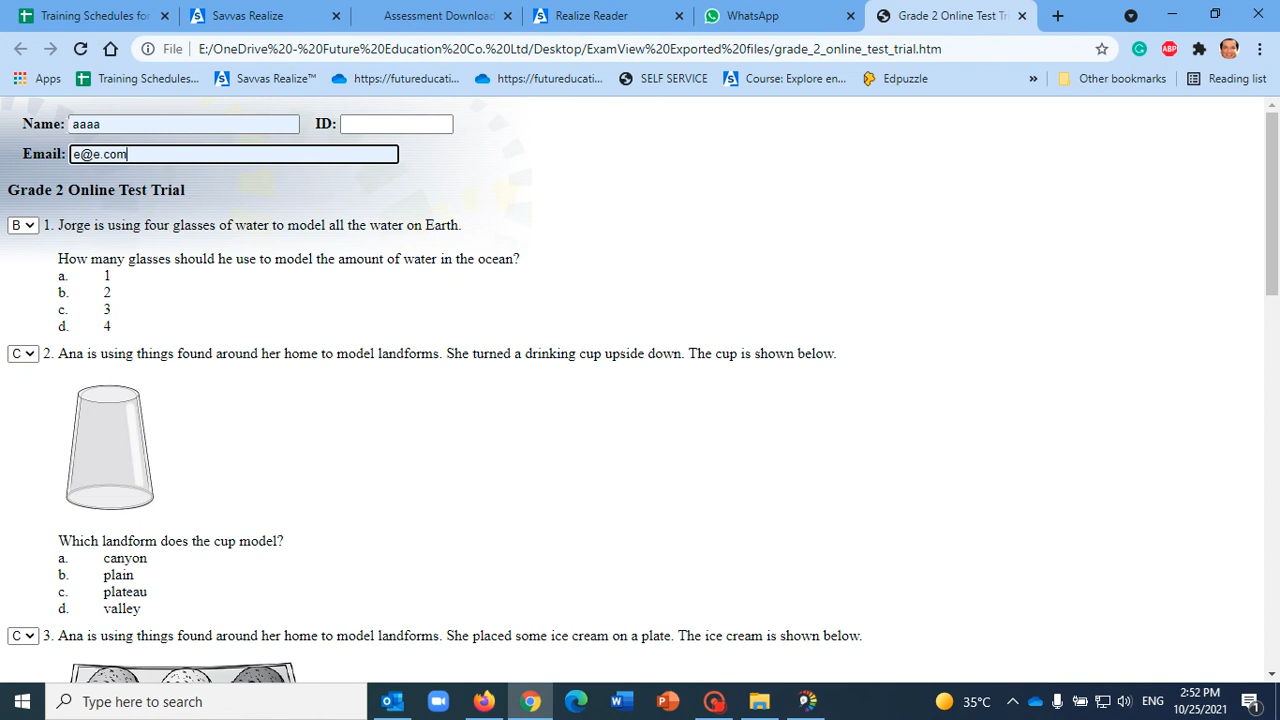 Training Schedules for
Savvas Realize
Assessment Download
Realize Reader
WhatsApp
Grade 2 Online Test Tri
File
E:/OneDrive%20-%20Future%20Education%20Co.%20Ltd/Desktop/ExamView%20Exported%20files/grade_2_online_test_trial.htm
ABP
Apps
Training Schedules...
Savvas Realize™
https://futureducati...
https://futureeducati...
SELF SERVICE
Course: Explore en...
Edpuzzle
»
Other bookmarks
Reading list
Name: aaaa ID:
Email: e@e.com
Grade 2 Online Test Trial
B 1. Jorge is using four glasses of water to model all the water on Earth.
How many glasses should he use to model the amount of water in the ocean?
a. 1
b. 2
c. 3
d. 4
C 2. Ana is using things found around her home to model landforms. She turned a drinking cup upside down. The cup is shown below.
Which landform does the cup model?
a. canyon
b. plain
c. plateau
d. valley
C 3. Ana is using things found around her home to model landforms. She placed some ice cream on a plate. The ice cream is shown below.
Type here to search
35°C
ENG
2:52 PM
10/25/2021
1